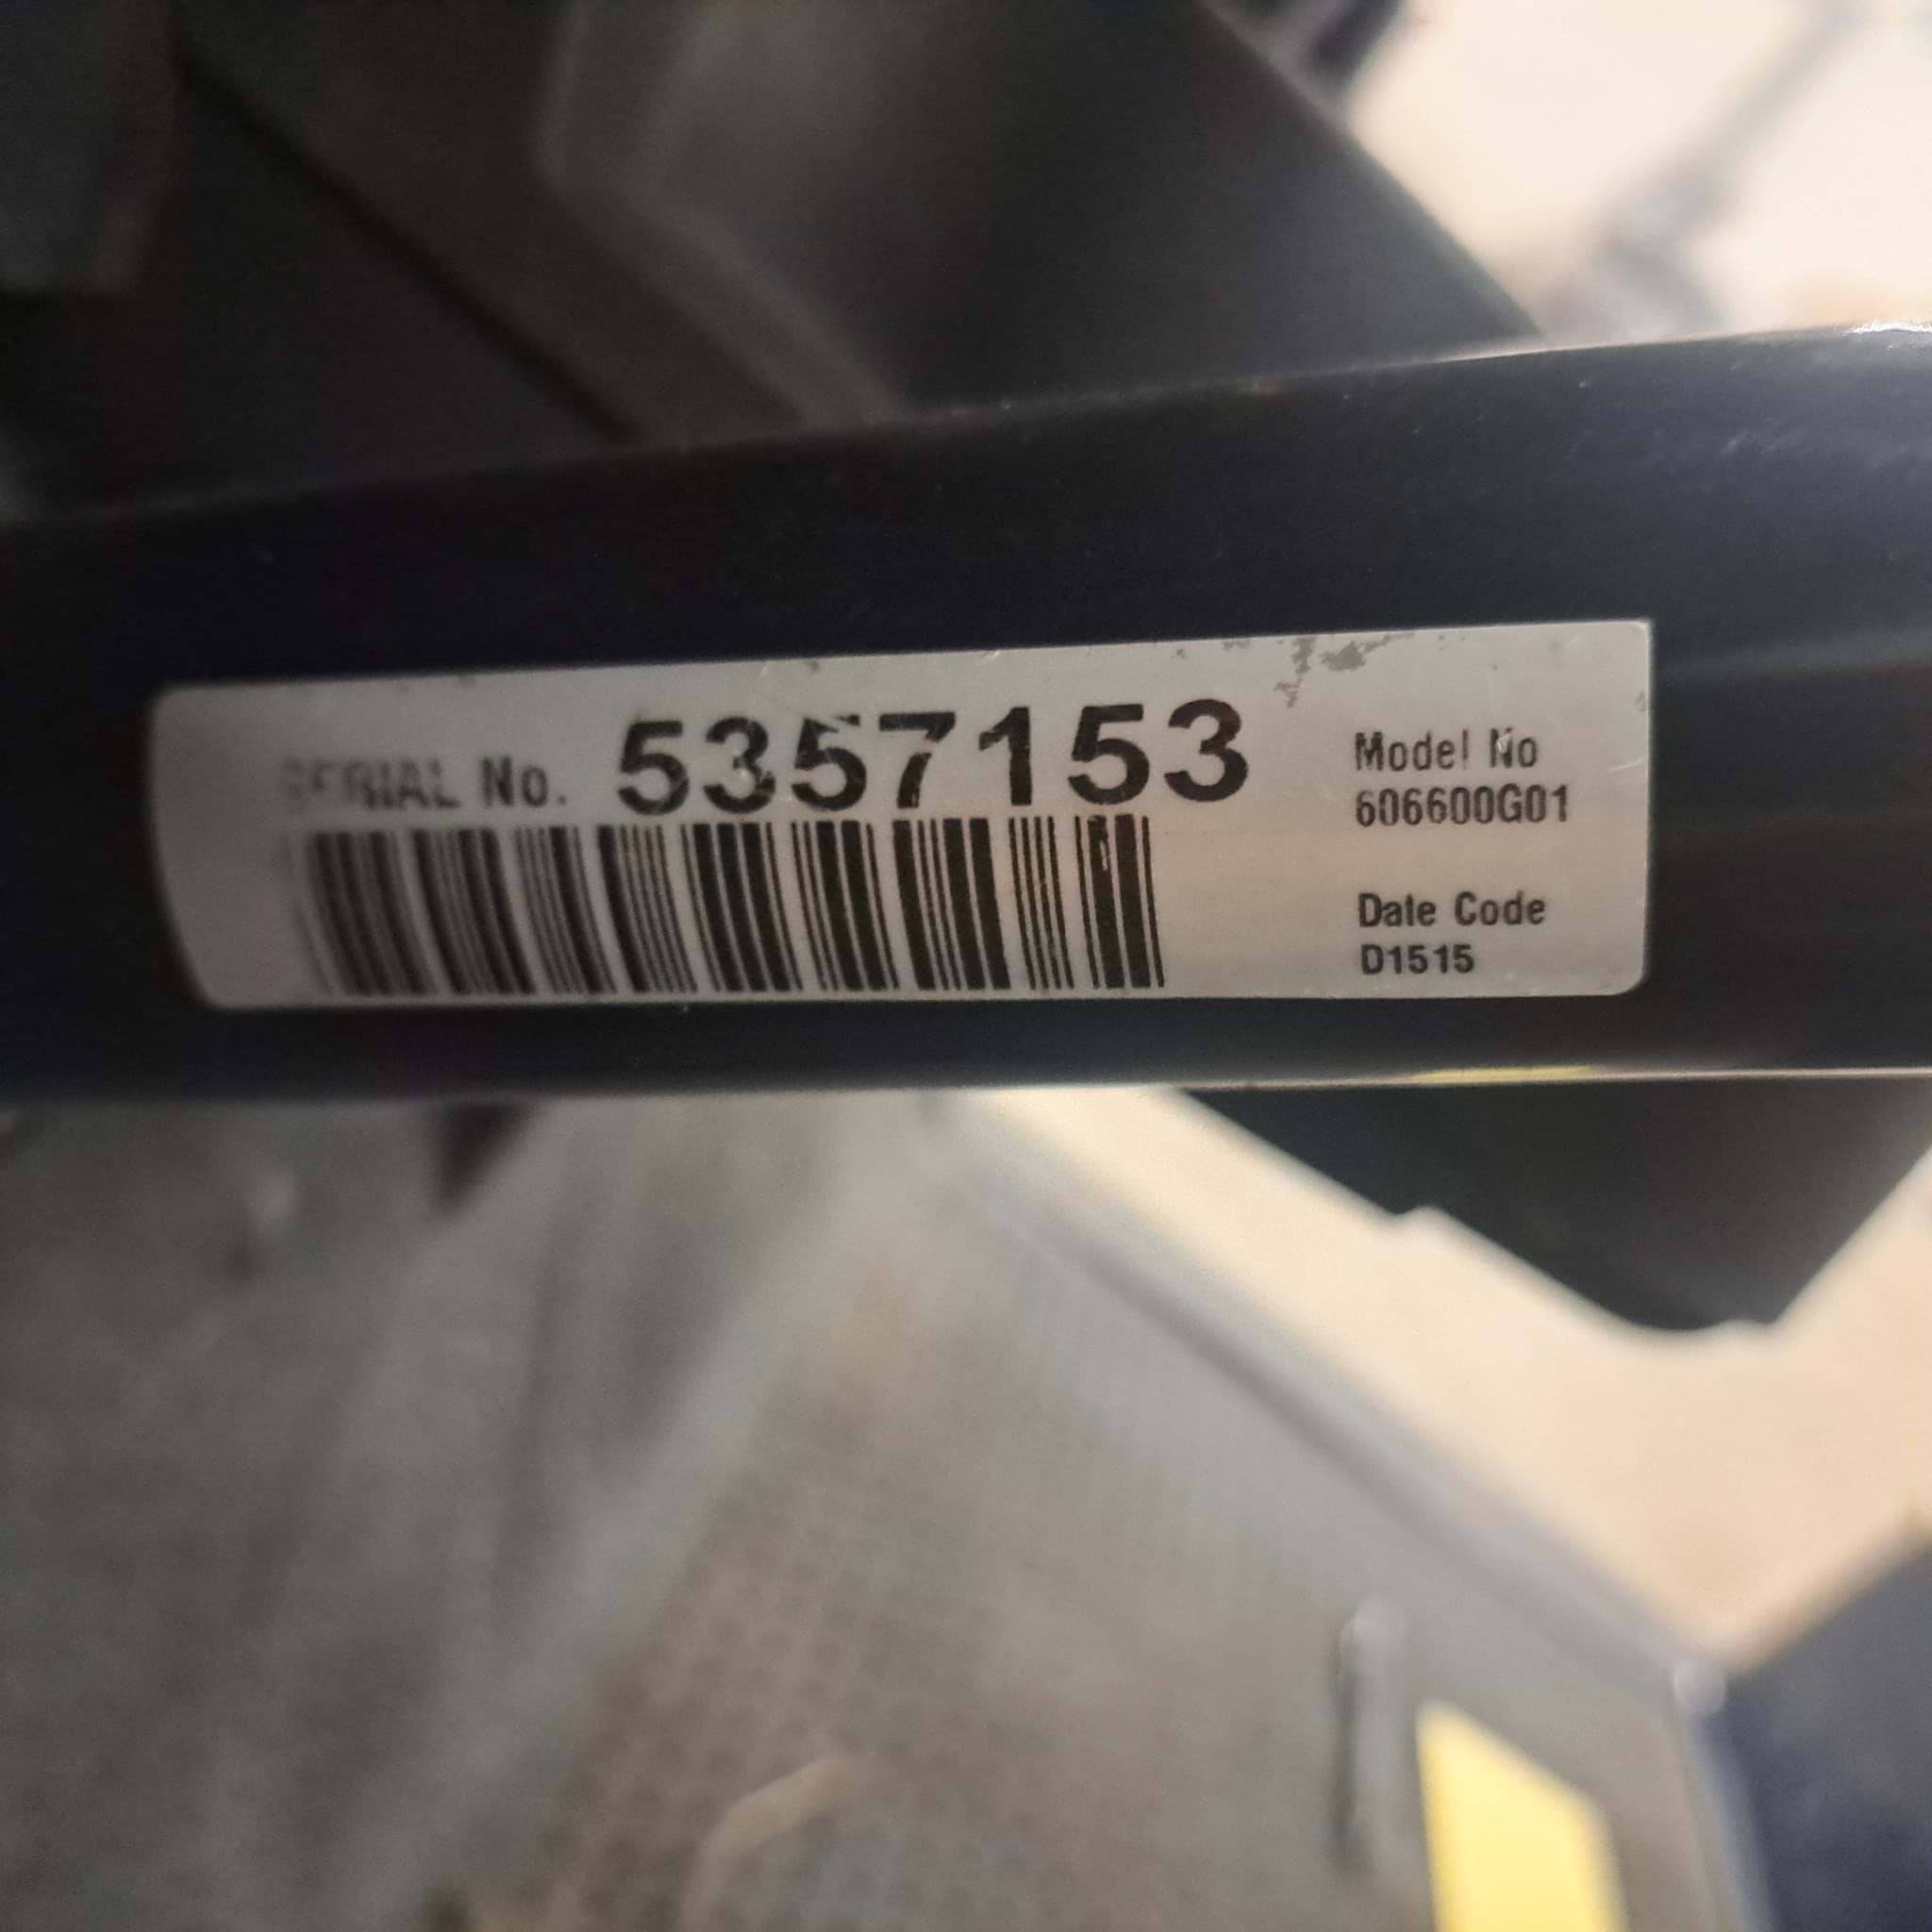 SERIAL No. 5357153
Model No
606600G01
Date Code
D1515